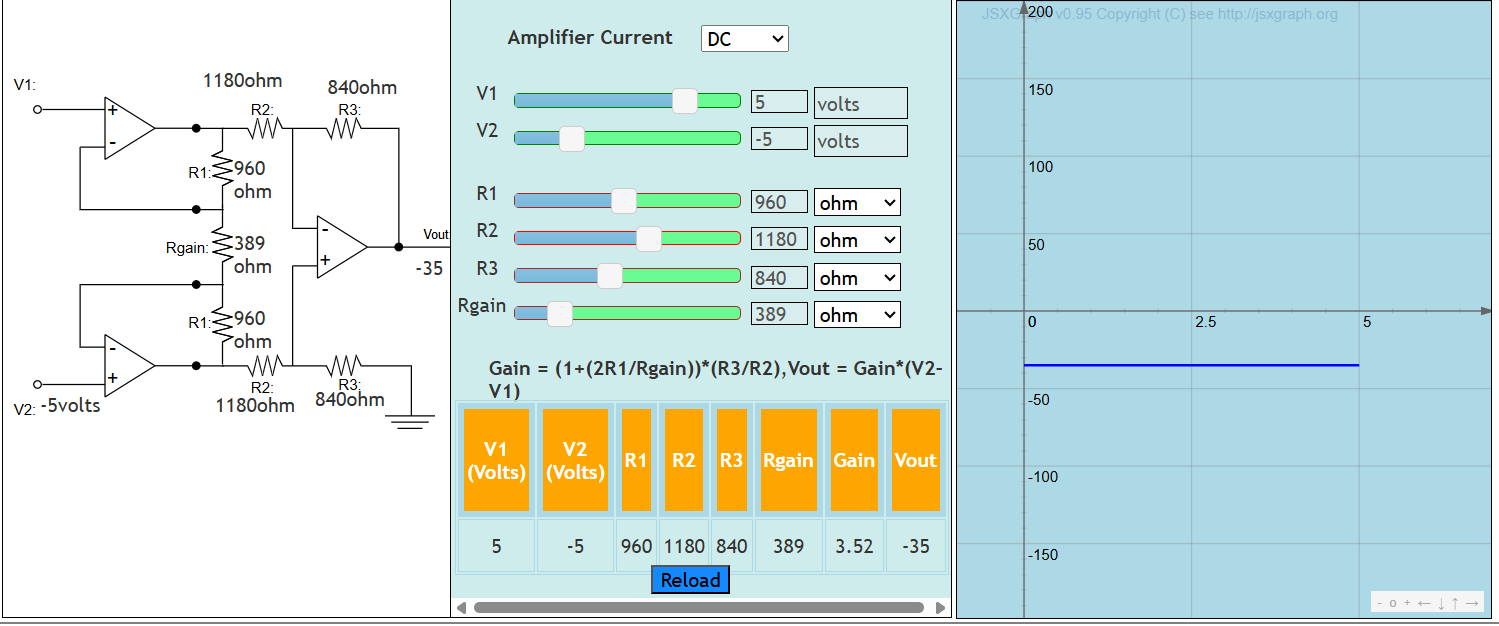 V1:
1180ohm
840ohm
R2:
R3:
+
-
R1:
960
ohm
Rgain:
389
ohm
-
+
Vout:
-35
R1:
960
ohm
-
+
V2:
-5volts
R2:
1180ohm
R3:
840ohm
Amplifier Current DC
V1 5 volts
V2 -5 volts
R1 960 ohm
R2 1180 ohm
R3 840 ohm
Rgain 389 ohm
Gain = (1+(2R1/Rgain))*(R3/R2),Vout = Gain*(V2-
V1)
V1 (Volts) V2 (Volts) R1 R2 R3 Rgain Gain Vout
5 -5 960 1180 840 389 3.52 -35
Reload
JSXGraph v0.95 Copyright (C) see http://jsxgraph.org
200
150
100
50
0 2.5 5
-50
-100
-150
- o + ← ↓ ↑ →